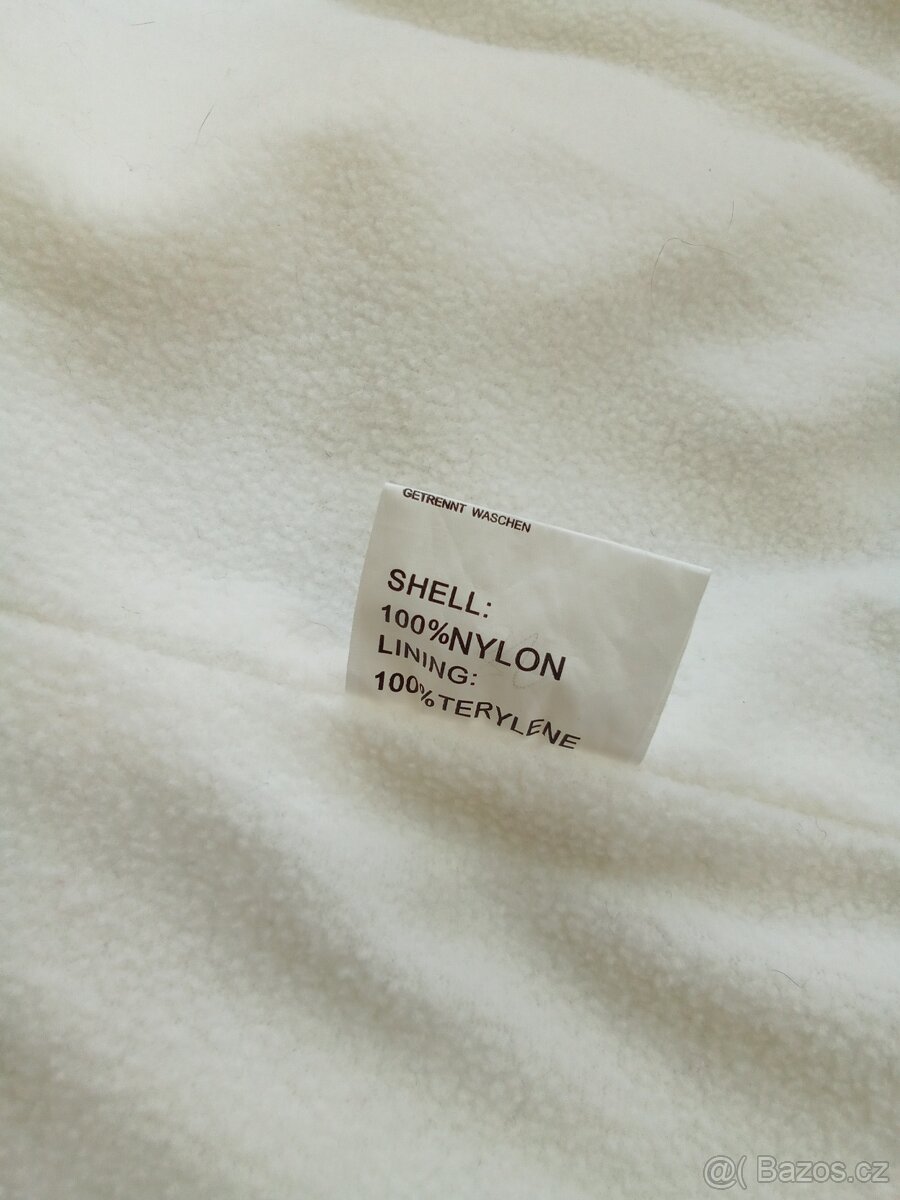 GETRENNT WASCHEN
SHELL:
100%NYLON
LINING:
100%TERYLENE
@( Bazos.cz